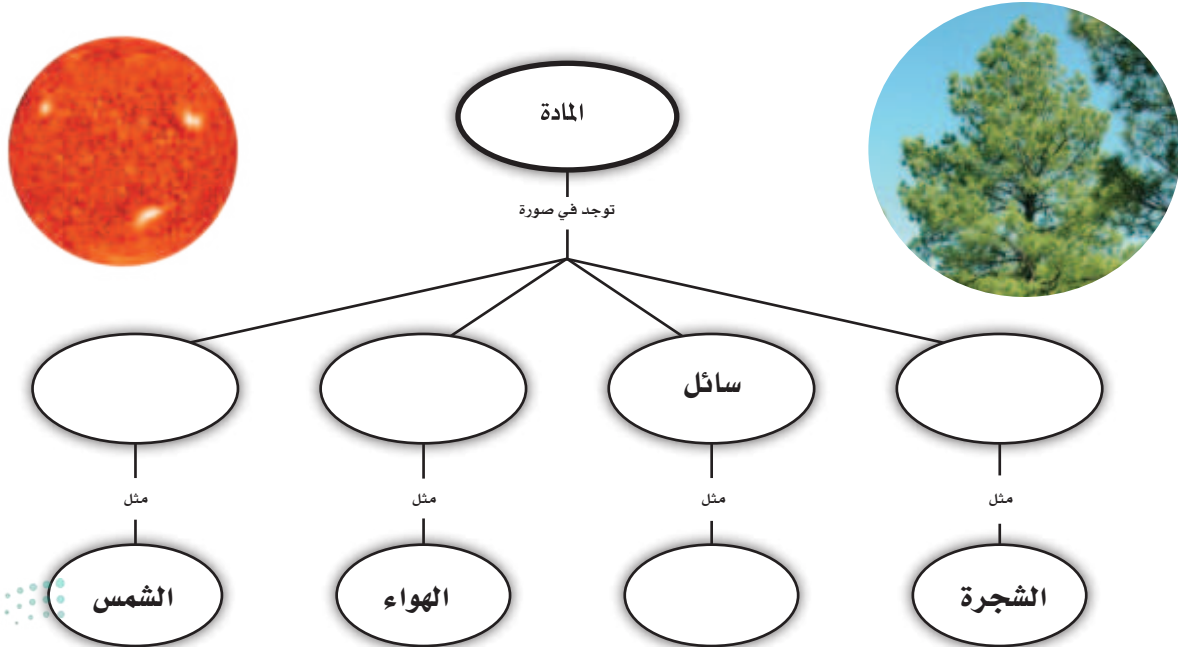 المادة
توجد في صورة
سائل
مثل مثل مثل مثل
الشجرة الهواء الشمس